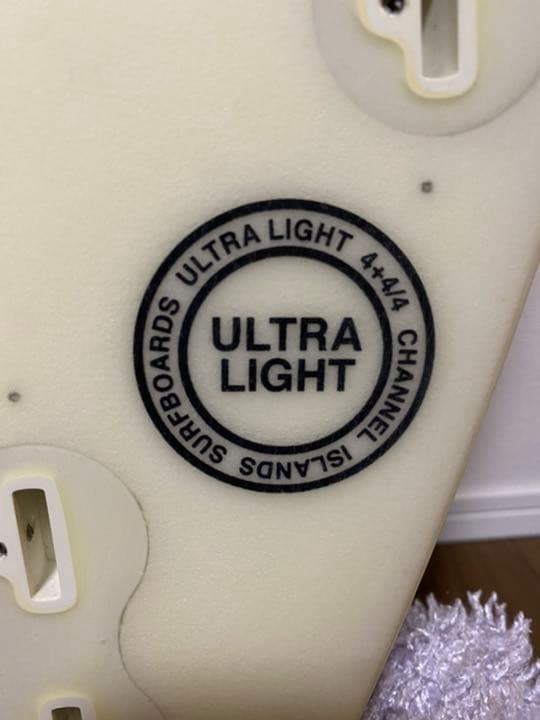 ULTRA LIGHT 4+4/4
CHANNEL ISLANDS SURFBOARDS
ULTRA
LIGHT